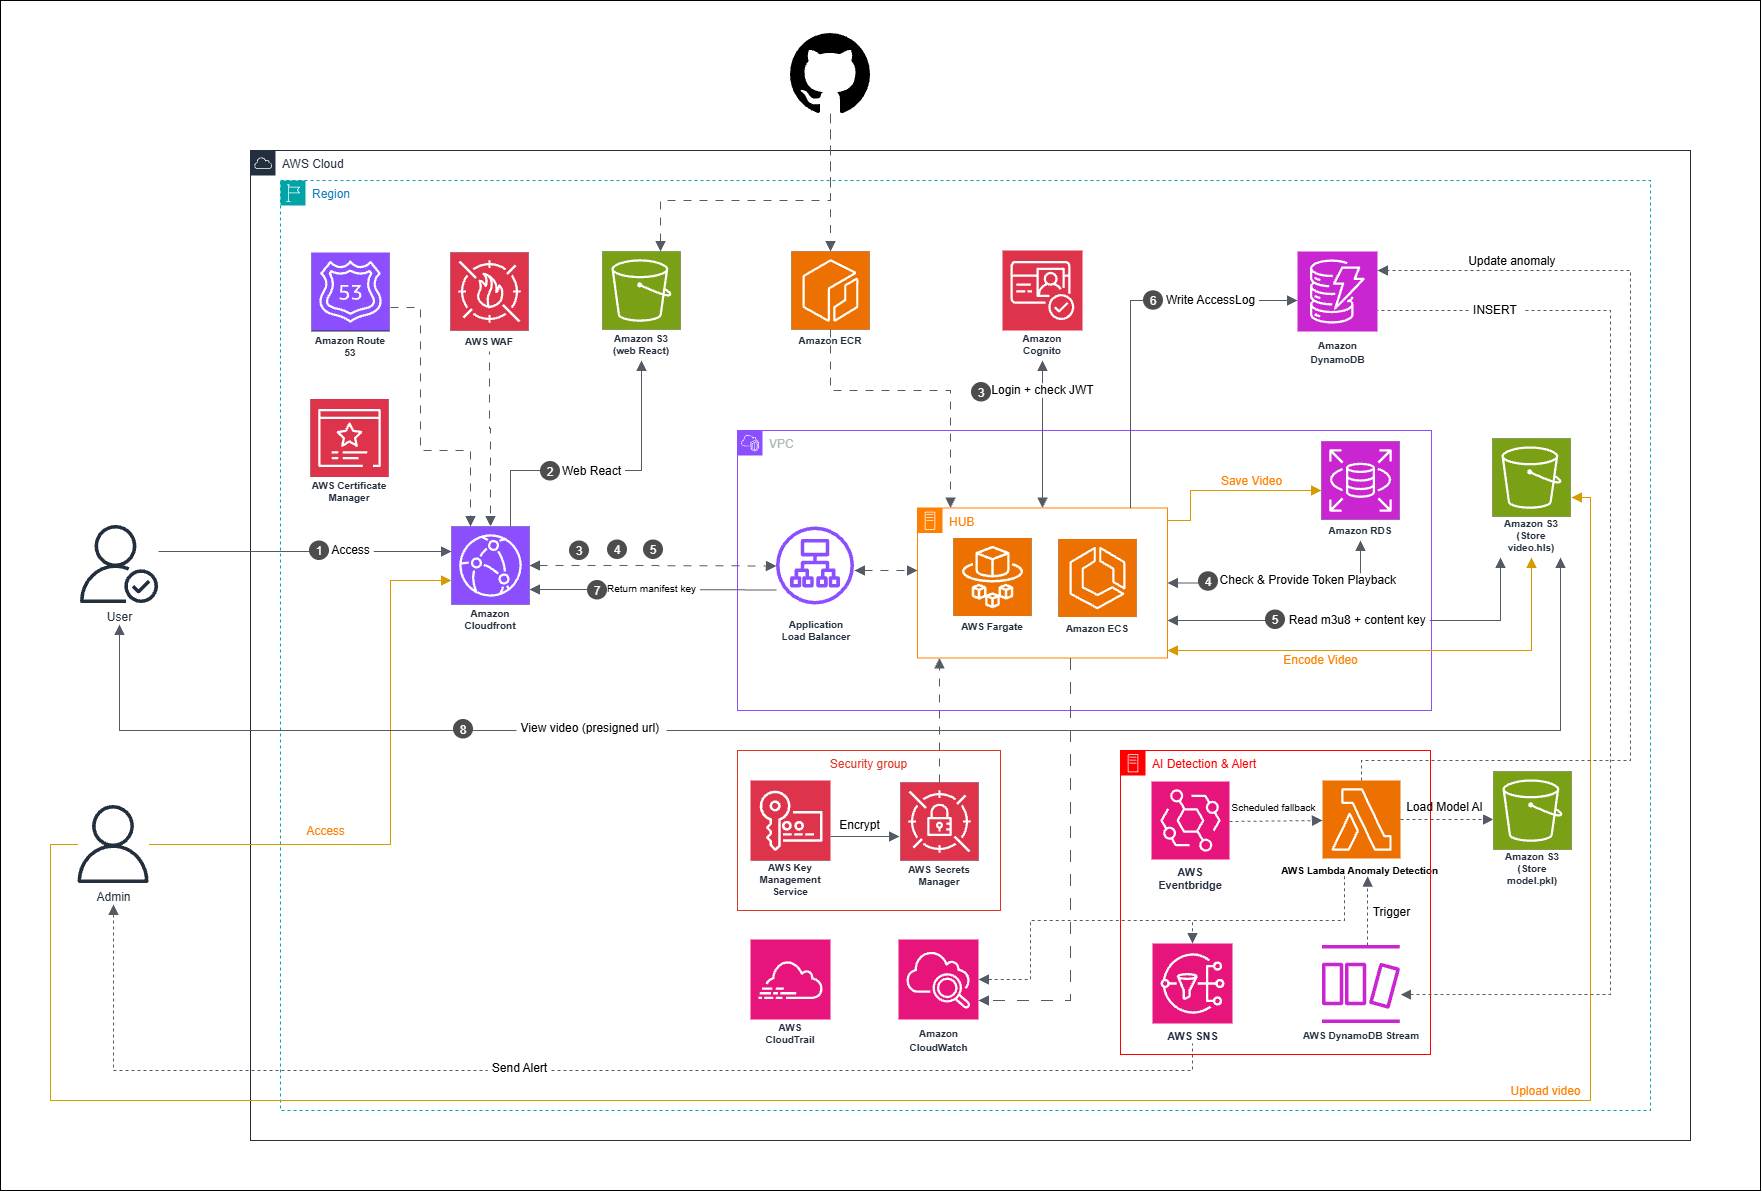 AWS Cloud
Region
53
Amazon Route
53
AWS WAF
Amazon S3
(web React)
Amazon ECR
Amazon
Cognito
6 Write AccessLog
Amazon
DynamoDB
Update anomaly
INSERT
3 Login + check JWT
AWS Certificate
Manager
2 Web React
VPC
HUB
Save Video
Amazon RDS
Amazon S3
(Store
video.hls)
User
1 Access
Amazon
Cloudfront
3 4 5
7 Return manifest key
Application
Load Balancer
AWS Fargate
Amazon ECS
4 Check & Provide Token Playback
5 Read m3u8 + content key
Encode Video
8 View video (presigned url)
Admin
Access
Security group
AWS Key
Management
Service
Encrypt
AWS Secrets
Manager
AI Detection & Alert
AWS
Eventbridge
Scheduled fallback
AWS Lambda Anomaly Detection
Load Model AI
Amazon S3
(Store
model.pkl)
Trigger
AWS
CloudTrail
Amazon
CloudWatch
AWS SNS
AWS DynamoDB Stream
Send Alert
Upload video